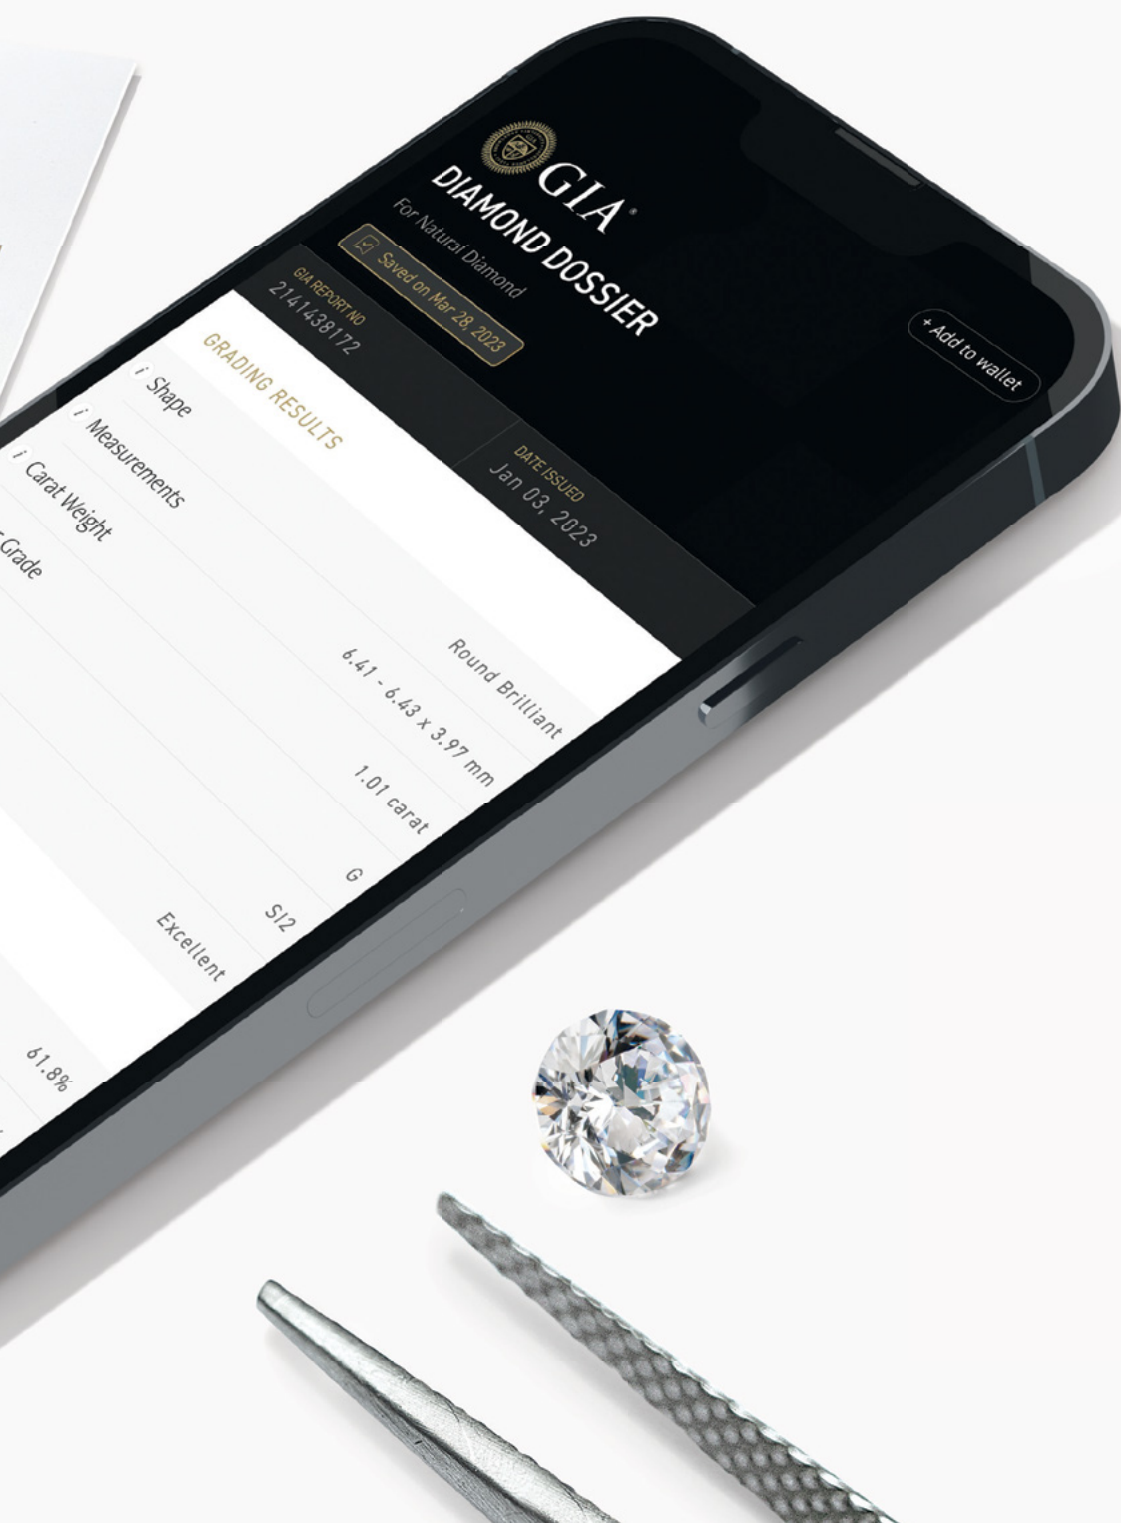 GIA®
DIAMOND DOSSIER
For Natural Diamond
Saved on Mar 28, 2023
+ Add to wallet
GIA REPORT NO
2141438172
DATE ISSUED
Jan 03, 2023
GRADING RESULTS
i Shape
Round Brilliant
i Measurements
6.41 - 6.43 x 3.97 mm
i Carat Weight
1.01 carat
Grade
G
SI2
Excellent
61.8%